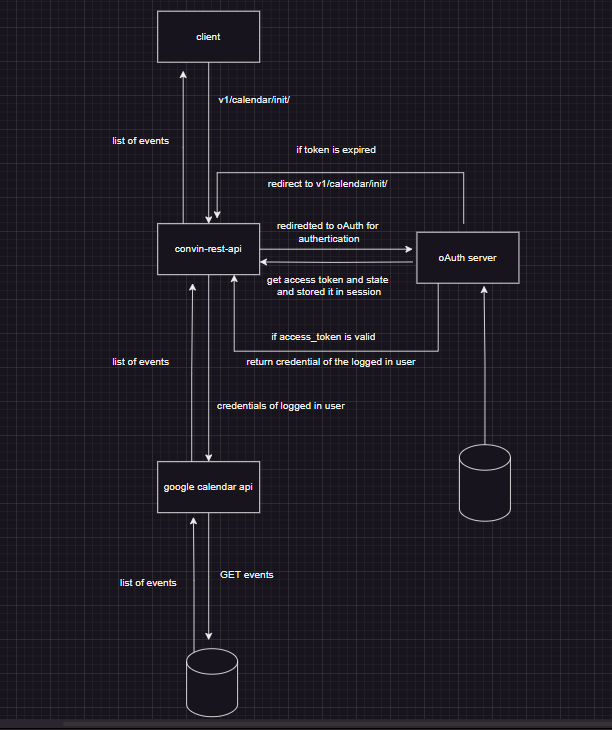 client
v1/calendar/init/
list of events
if token is expired
redirect to v1/calendar/init/
rediredted to oAuth for
authertication
convin-rest-api
oAuth server
get access token and state
and stored it in session
if access_token is valid
list of events
return credential of the logged in user
credentials of logged in user
google calendar api
GET events
list of events